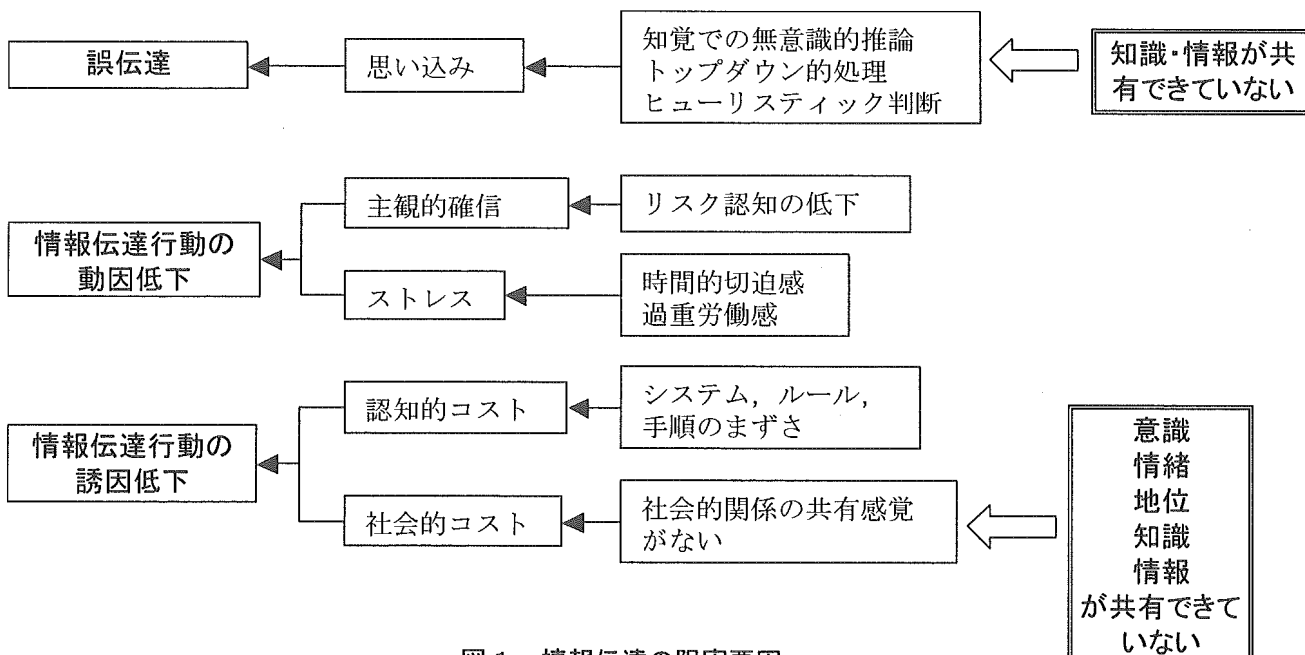 誤伝達
思い込み
知覚での無意識的推論
トップダウン的処理
ヒューリスティック判断
知識・情報が共
有できていない
情報伝達行動の
動因低下
主観的確信
リスク認知の低下
ストレス
時間的切迫感
過重労働感
情報伝達行動の
誘因低下
認知的コスト
システム，ルール，
手順のまずさ
社会的コスト
社会的関係の共有感覚
がない
意識
情緒
地位
知識
情報
が共有できて
いない
図1 情報伝達の阻害要因